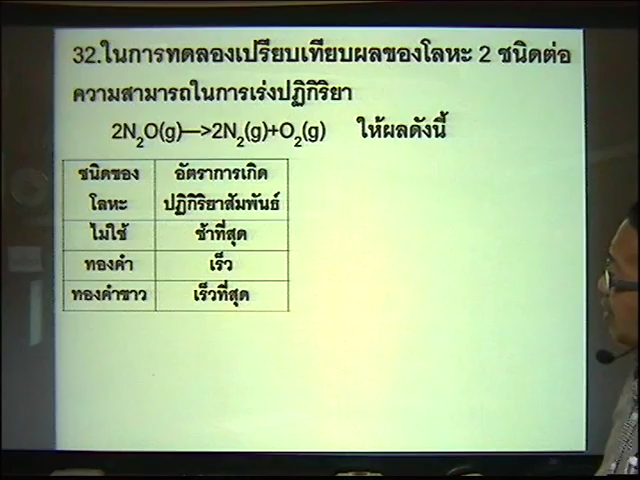 32.ในการทดลองเปรียบเทียบผลของโลหะ 2 ชนิดต่อ
ความสามารถในการเร่งปฏิกิริยา
2N₂O(g)—>2N₂(g)+O₂(g) ให้ผลดังนี้
ชนิดของโลหะ อัตราการเกิดปฏิกิริยาสัมพันธ์
ไม่ใช้ ช้าที่สุด
ทองคำ เร็ว
ทองคำขาว เร็วที่สุด